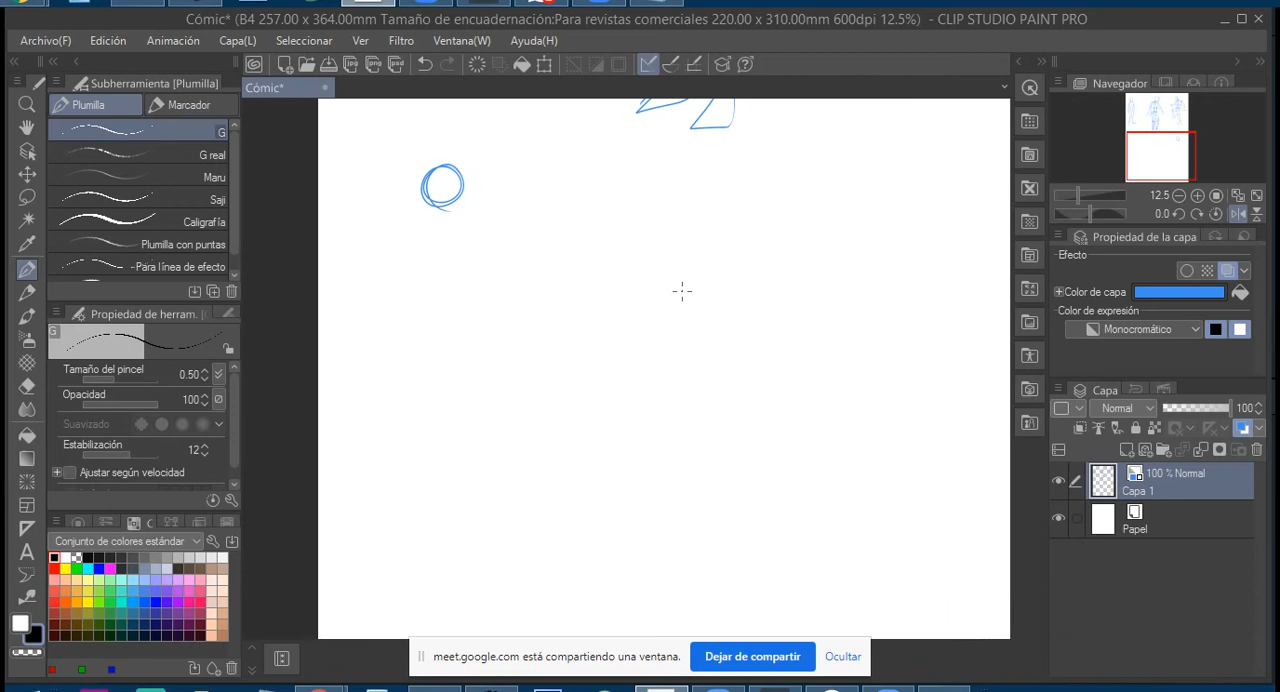 Cómic* (B4 257.00 x 364.00mm Tamaño de encuadernación:Para revistas comerciales 220.00 x 310.00mm 600dpi 12.5%) - CLIP STUDIO PAINT PRO
Archivo(F) Edición Animación Capa(L) Seleccionar Ver Filtro Ventana(W) Ayuda(H)
Subherramienta [Plumilla]
Cómic*
Navegador
Plumilla Marcador
G
G real
Maru
Saji
Caligrafía
Plumilla con puntas
Para línea de efecto
12.5
0.0
Propiedad de la capa
Efecto
Color de capa
Color de expresión
Monocromático
Propiedad de herram. [
G
Tamaño del pincel 0.50
Opacidad 100
Suavizado
Estabilización 12
Ajustar según velocidad
Capa
Normal 100
100 % Normal
Capa 1
Papel
Conjunto de colores estándar
meet.google.com está compartiendo una ventana. Dejar de compartir Ocultar